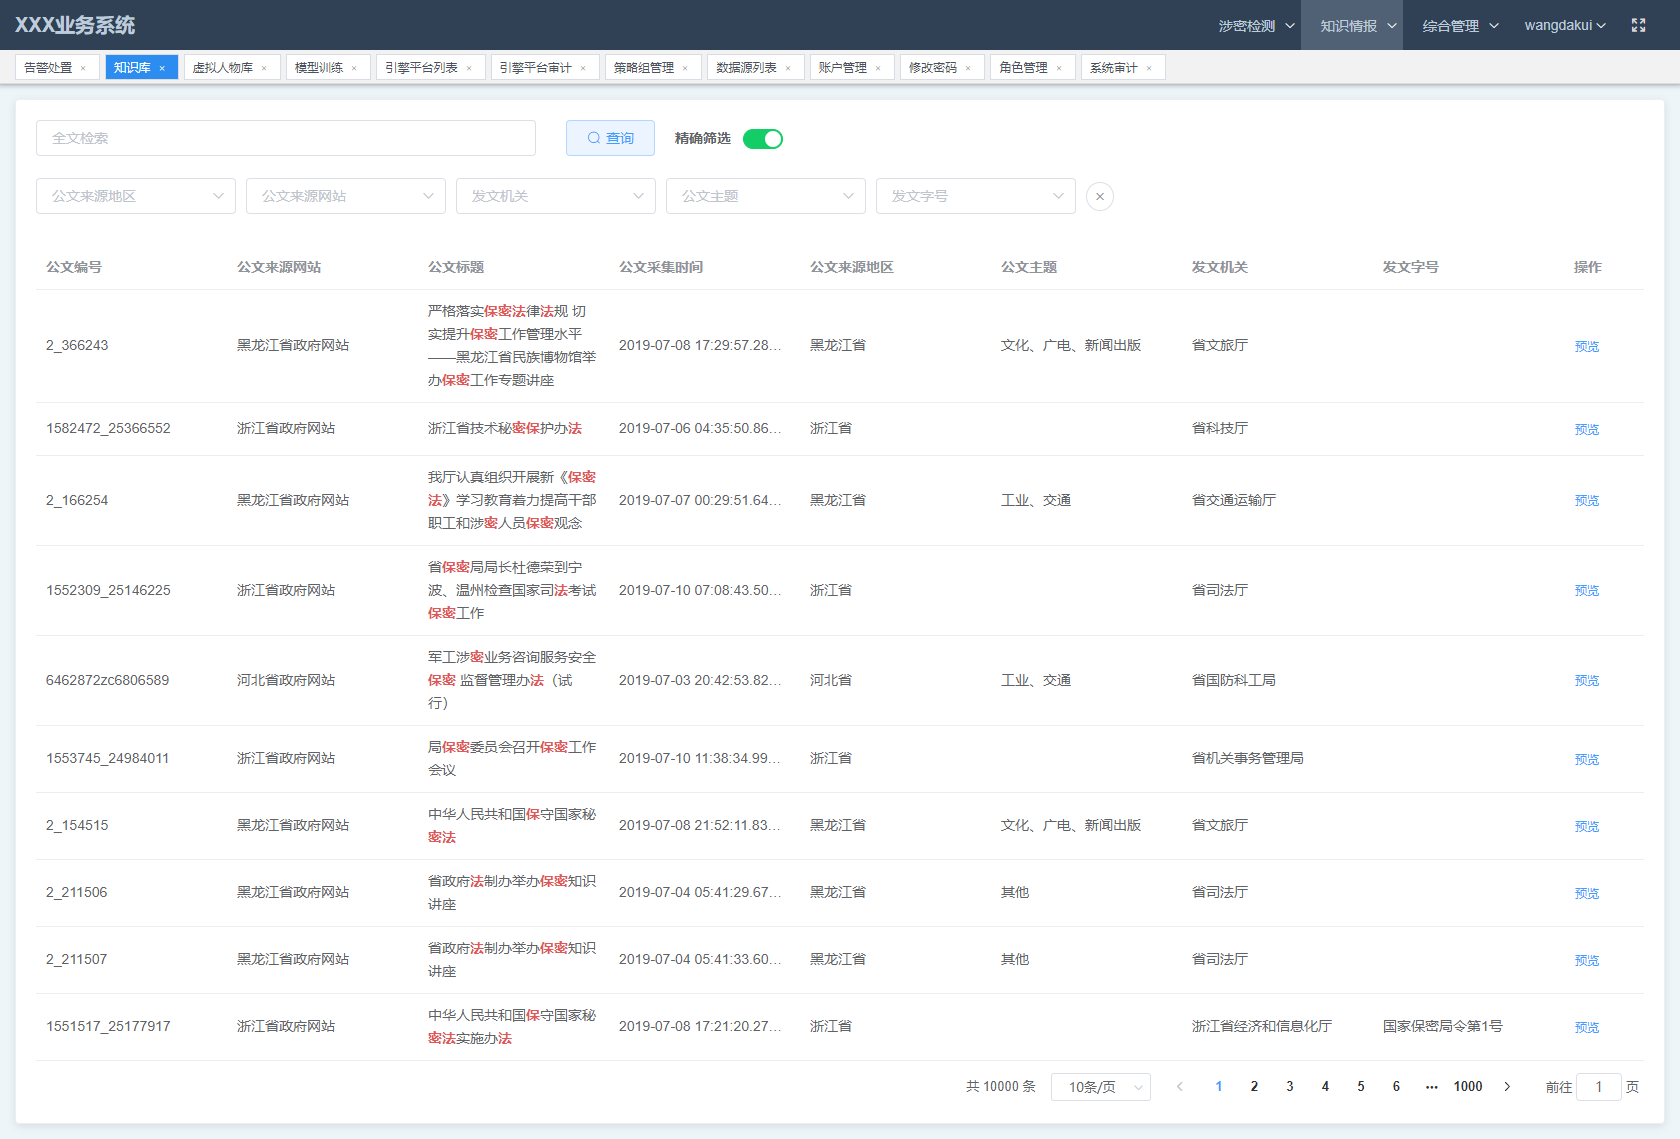 XXX业务系统 涉密检测 知识情报 综合管理 wangdakui
告警处置 × 知识库 × 虚拟人物库 × 模型训练 × 引擎平台列表 × 引擎平台审计 × 策略组管理 × 数据源列表 × 账户管理 × 修改密码 × 角色管理 × 系统审计 ×
全文检索 查询 精确筛选
公文来源地区 公文来源网站 发文机关 公文主题 发文字号
公文编号 公文来源网站 公文标题 公文采集时间 公文来源地区 公文主题 发文机关 发文字号 操作
严格落实保密法律法规 切
实提升保密工作管理水平
2_366243 黑龙江省政府网站 2019-07-08 17:29:57.28... 黑龙江省 文化、广电、新闻出版 省文旅厅 预览
——黑龙江省民族博物馆举
办保密工作专题讲座
1582472_25366552 浙江省政府网站 浙江省技术秘密保护办法 2019-07-06 04:35:50.86... 浙江省 省科技厅 预览
我厅认真组织开展新《保密
2_166254 黑龙江省政府网站 法》学习教育着力提高干部 2019-07-07 00:29:51.64... 黑龙江省 工业、交通 省交通运输厅 预览
职工和涉密人员保密观念
省保密局局长杜德荣到宁
1552309_25146225 浙江省政府网站 波、温州检查国家司法考试 2019-07-10 07:08:43.50... 浙江省 省司法厅 预览
保密工作
军工涉密业务咨询服务安全
6462872zc6806589 河北省政府网站 保密 监督管理办法（试 2019-07-03 20:42:53.82... 河北省 工业、交通 省国防科工局 预览
行）
局保密委员会召开保密工作
1553745_24984011 浙江省政府网站 2019-07-10 11:38:34.99... 浙江省 省机关事务管理局 预览
会议
中华人民共和国保守国家秘
2_154515 黑龙江省政府网站 2019-07-08 21:52:11.83... 黑龙江省 文化、广电、新闻出版 省文旅厅 预览
密法
省政府法制办举办保密知识
2_211506 黑龙江省政府网站 2019-07-04 05:41:29.67... 黑龙江省 其他 省司法厅 预览
讲座
省政府法制办举办保密知识
2_211507 黑龙江省政府网站 2019-07-04 05:41:33.60... 黑龙江省 其他 省司法厅 预览
讲座
中华人民共和国保守国家秘
1551517_25177917 浙江省政府网站 2019-07-08 17:21:20.27... 浙江省 浙江省经济和信息化厅 国家保密局令第1号 预览
密法实施办法
共 10000 条 10条/页 1 2 3 4 5 6 ··· 1000 前往 1 页